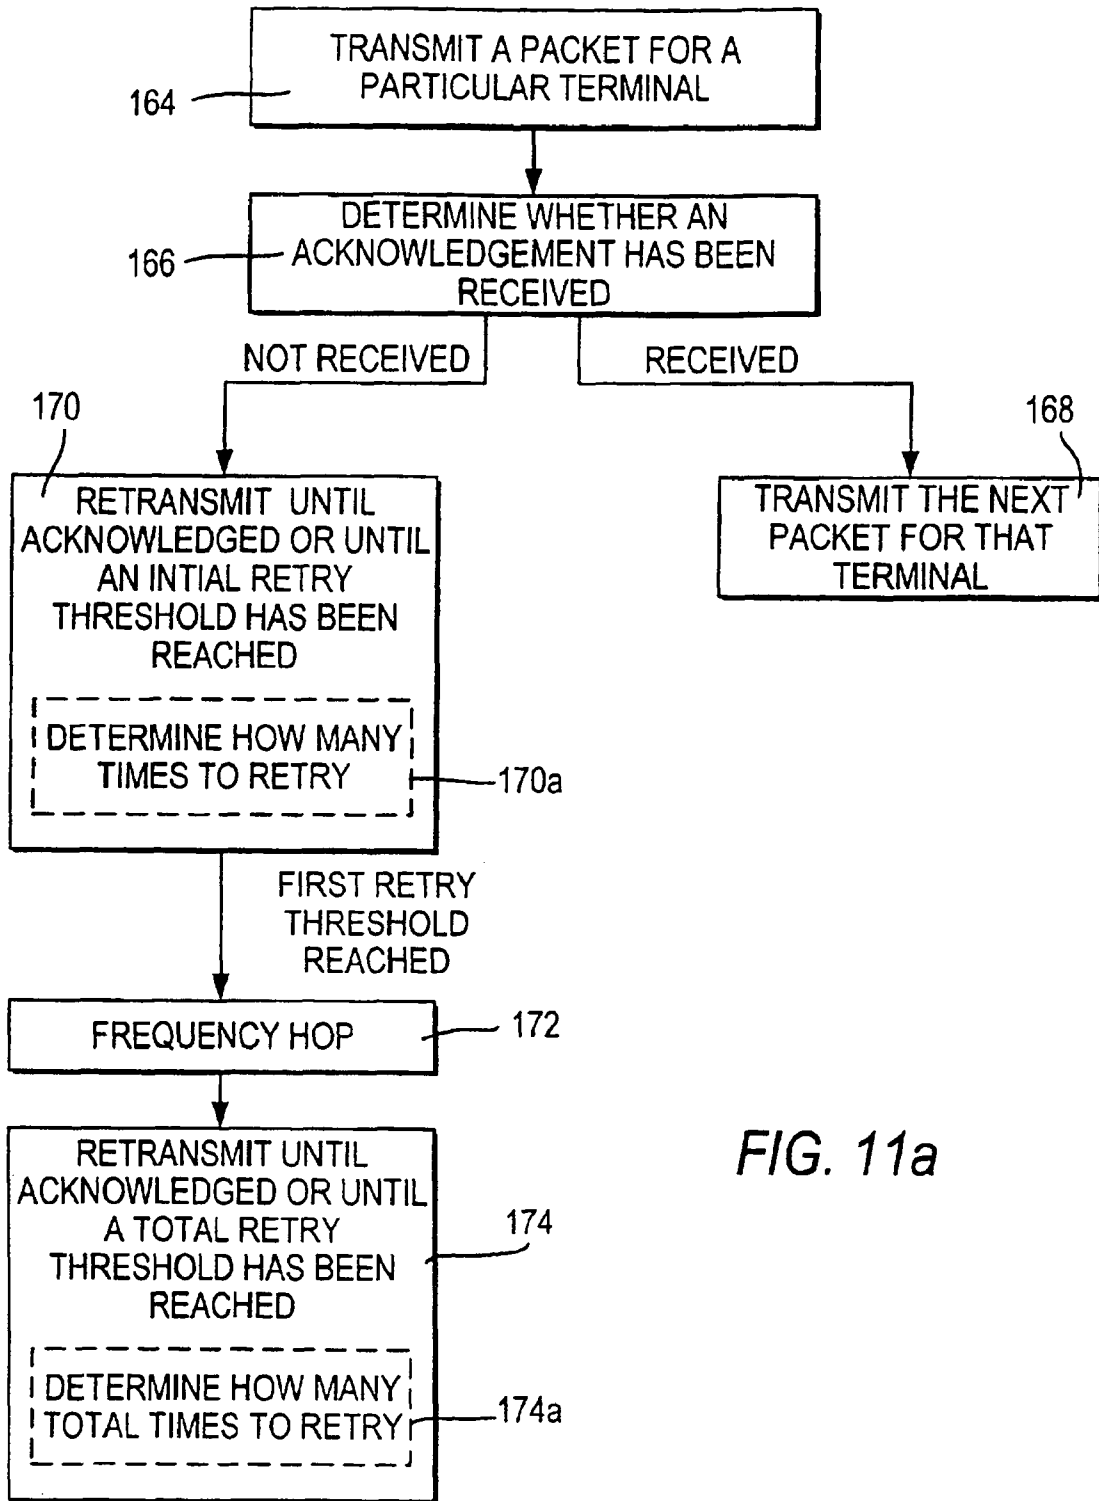 TRANSMIT A PACKET FOR A
PARTICULAR TERMINAL
164
DETERMINE WHETHER AN
ACKNOWLEDGEMENT HAS BEEN
RECEIVED
166
NOT RECEIVED
RECEIVED
170
168
RETRANSMIT UNTIL
ACKNOWLEDGED OR UNTIL
AN INTIAL RETRY
THRESHOLD HAS BEEN
REACHED
TRANSMIT THE NEXT
PACKET FOR THAT
TERMINAL
DETERMINE HOW MANY
TIMES TO RETRY
170a
FIRST RETRY
THRESHOLD
REACHED
FREQUENCY HOP
172
RETRANSMIT UNTIL
ACKNOWLEDGED OR UNTIL
A TOTAL RETRY
THRESHOLD HAS BEEN
REACHED
174
DETERMINE HOW MANY
TOTAL TIMES TO RETRY
174a
FIG. 11a